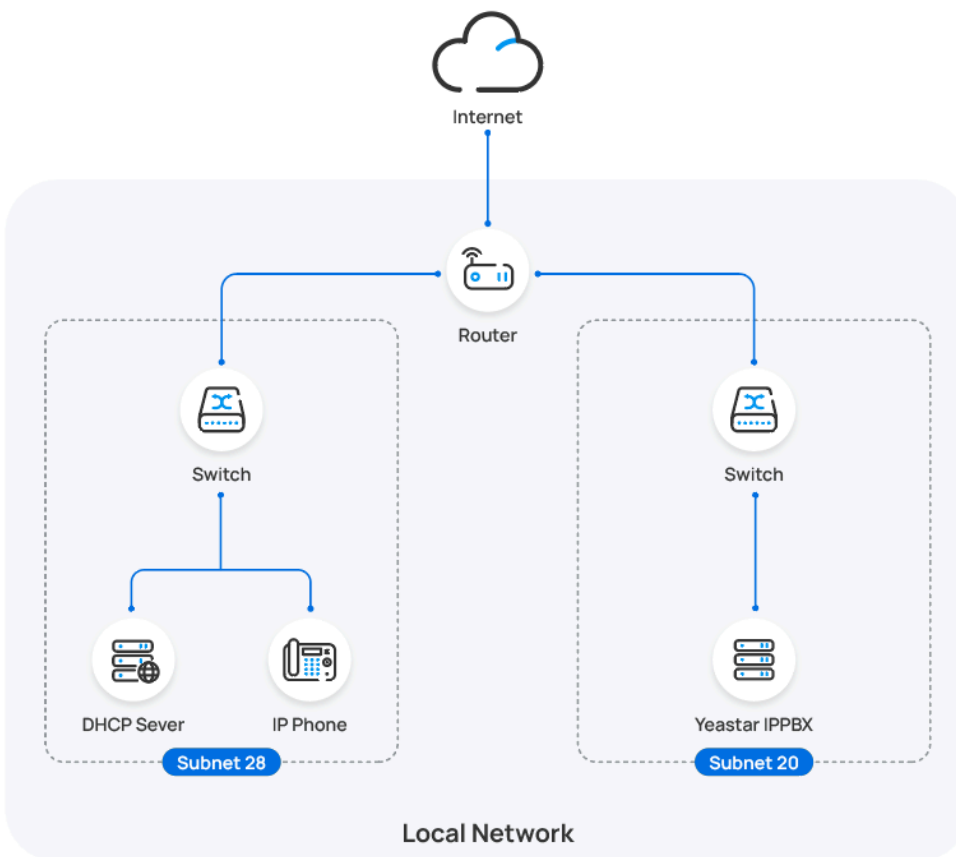 Internet
Router
Switch
Switch
DHCP Sever
IP Phone
Yeastar IPPBX
Subnet 28
Subnet 20
Local Network